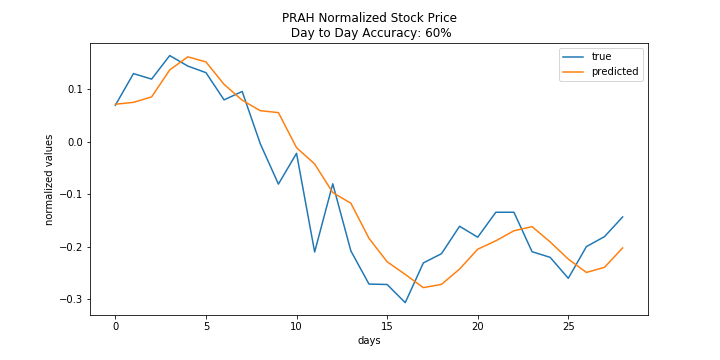 PRAH Normalized Stock Price
Day to Day Accuracy: 60%
true
predicted
normalized values
0.1
0.0
−0.1
−0.2
−0.3
0 5 10 15 20 25
days